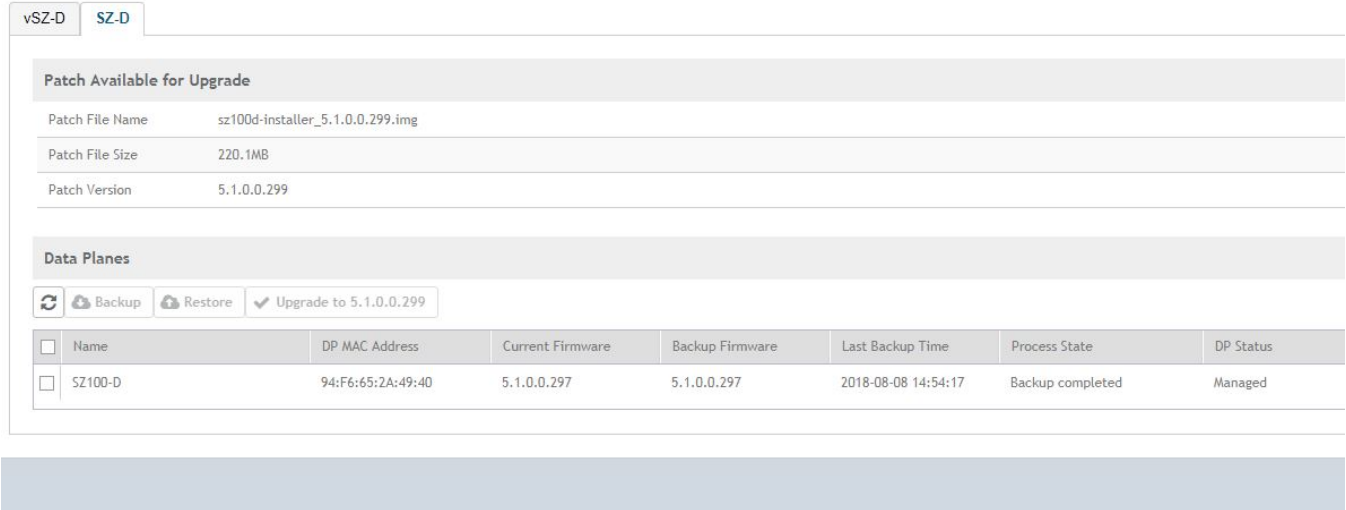 vSZ-D SZ-D
Patch Available for Upgrade
Patch File Name sz100d-installer_5.1.0.0.299.img
Patch File Size 220.1MB
Patch Version 5.1.0.0.299
Data Planes
Backup Restore Upgrade to 5.1.0.0.299
Name DP MAC Address Current Firmware Backup Firmware Last Backup Time Process State DP Status
SZ100-D 94:F6:65:2A:49:40 5.1.0.0.297 5.1.0.0.297 2018-08-08 14:54:17 Backup completed Managed